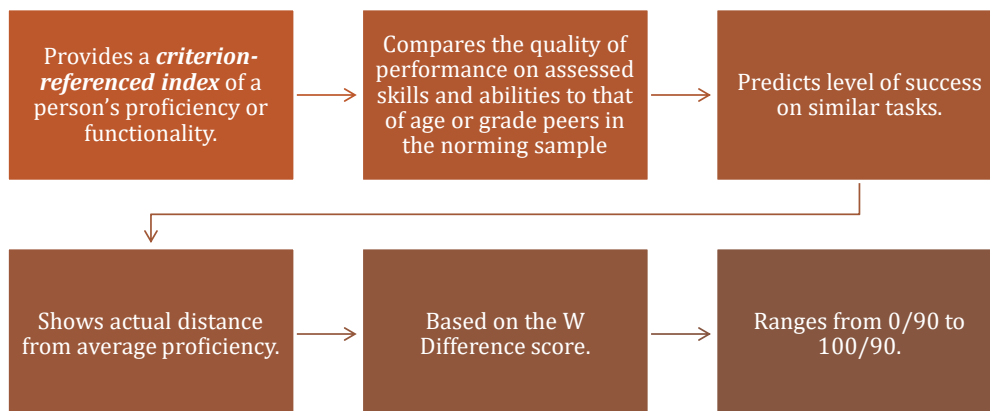 Provides a criterion-
referenced index of a
person's proficiency or
functionality.
Compares the quality of
performance on assessed
skills and abilities to that
of age or grade peers in
the norming sample
Predicts level of success
on similar tasks.
Shows actual distance
from average proficiency.
Based on the W
Difference score.
Ranges from 0/90 to
100/90.